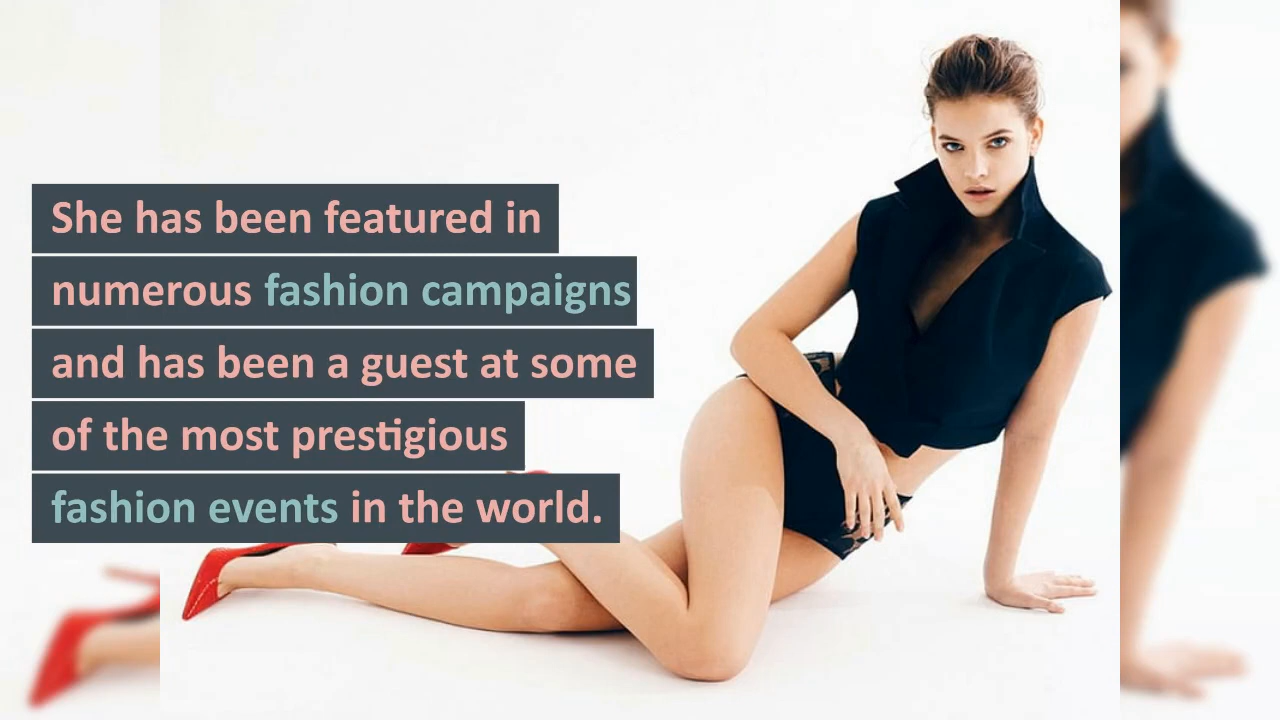 She has been featured in
numerous fashion campaigns
and has been a guest at some
of the most prestigious
fashion events in the world.